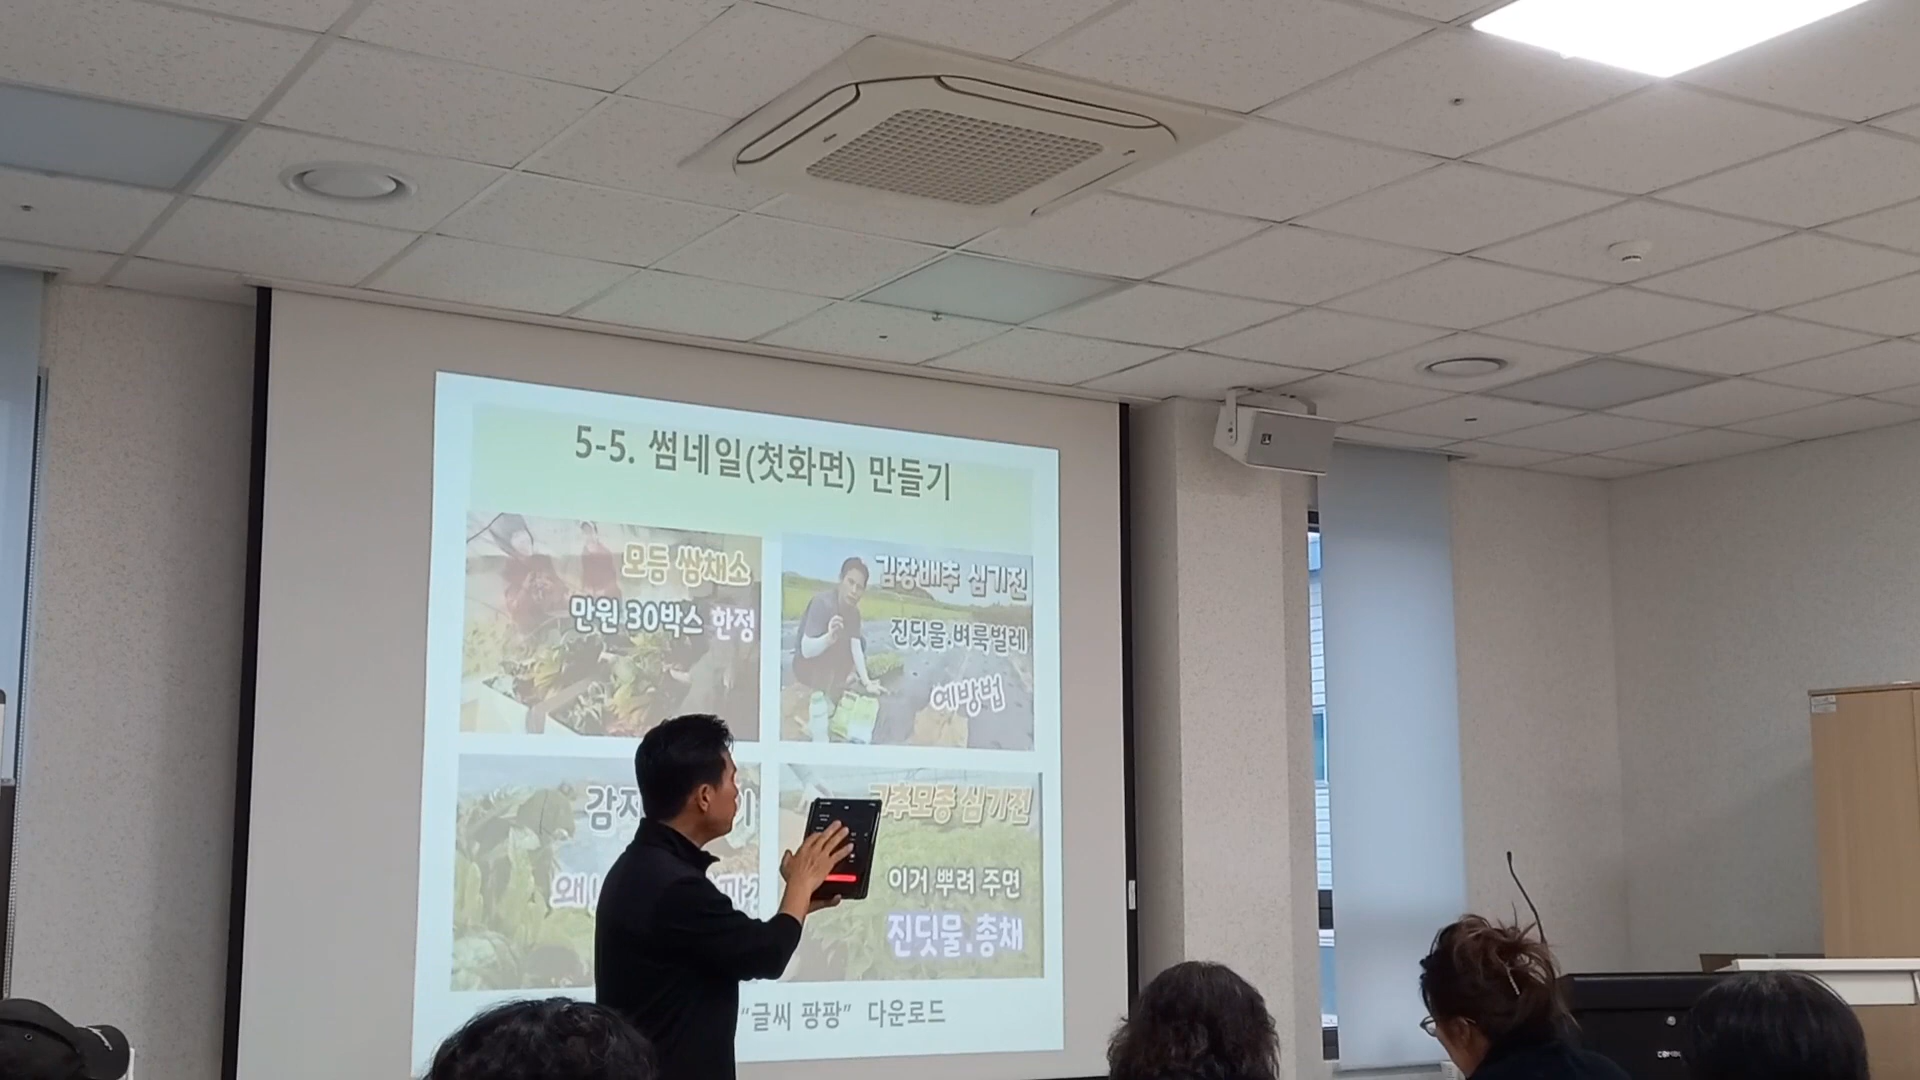 5-5. 썸네일(첫화면) 만들기
모듬 쌈채소
만원 30박스 한정
김장배추 심기전
진딧물.벼룩벌레
예방법
감자
기
왜
고추모종 심기전
이거 뿌려 주면
진딧물.총채
“글씨 팡팡” 다운로드